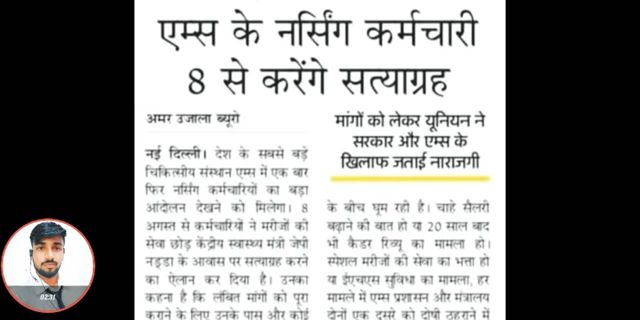 एम्स के नर्सिंग कर्मचारी
8 से करेंगे सत्याग्रह
अमर उजाला ब्यूरो
नई दिल्ली। देश के सबसे बड़े
चिकित्सीय संस्थान एम्स में एक बार
फिर नर्सिंग कर्मचारियों का बड़ा
आंदोलन देखने को मिलेगा। 8
अगस्त से कर्मचारियों ने मरीजों की
सेवा छोड़ केंद्रीय स्वास्थ्य मंत्री जेपी
नड्डा के आवास पर सत्याग्रह करने
का ऐलान कर दिया है। उनका
कहना है कि लंबित मांगों को पूरा
कराने के लिए उनके पास और कोई
मांगों को लेकर यूनियन ने
सरकार और एम्स के
खिलाफ जताई नाराजगी
के बीच घूम रही है। चाहे सैलरी
बढ़ाने की बात हो या 20 साल बाद
भी कैडर रिव्यू का मामला हो।
स्पेशल मरीजों की सेवा का भत्ता हो
या ईएचएस सुविधा का मामला, हर
मामले में एम्स प्रशासन और मंत्रालय
दोनों एक दूसरे को दोषी ठहराने में
02:31